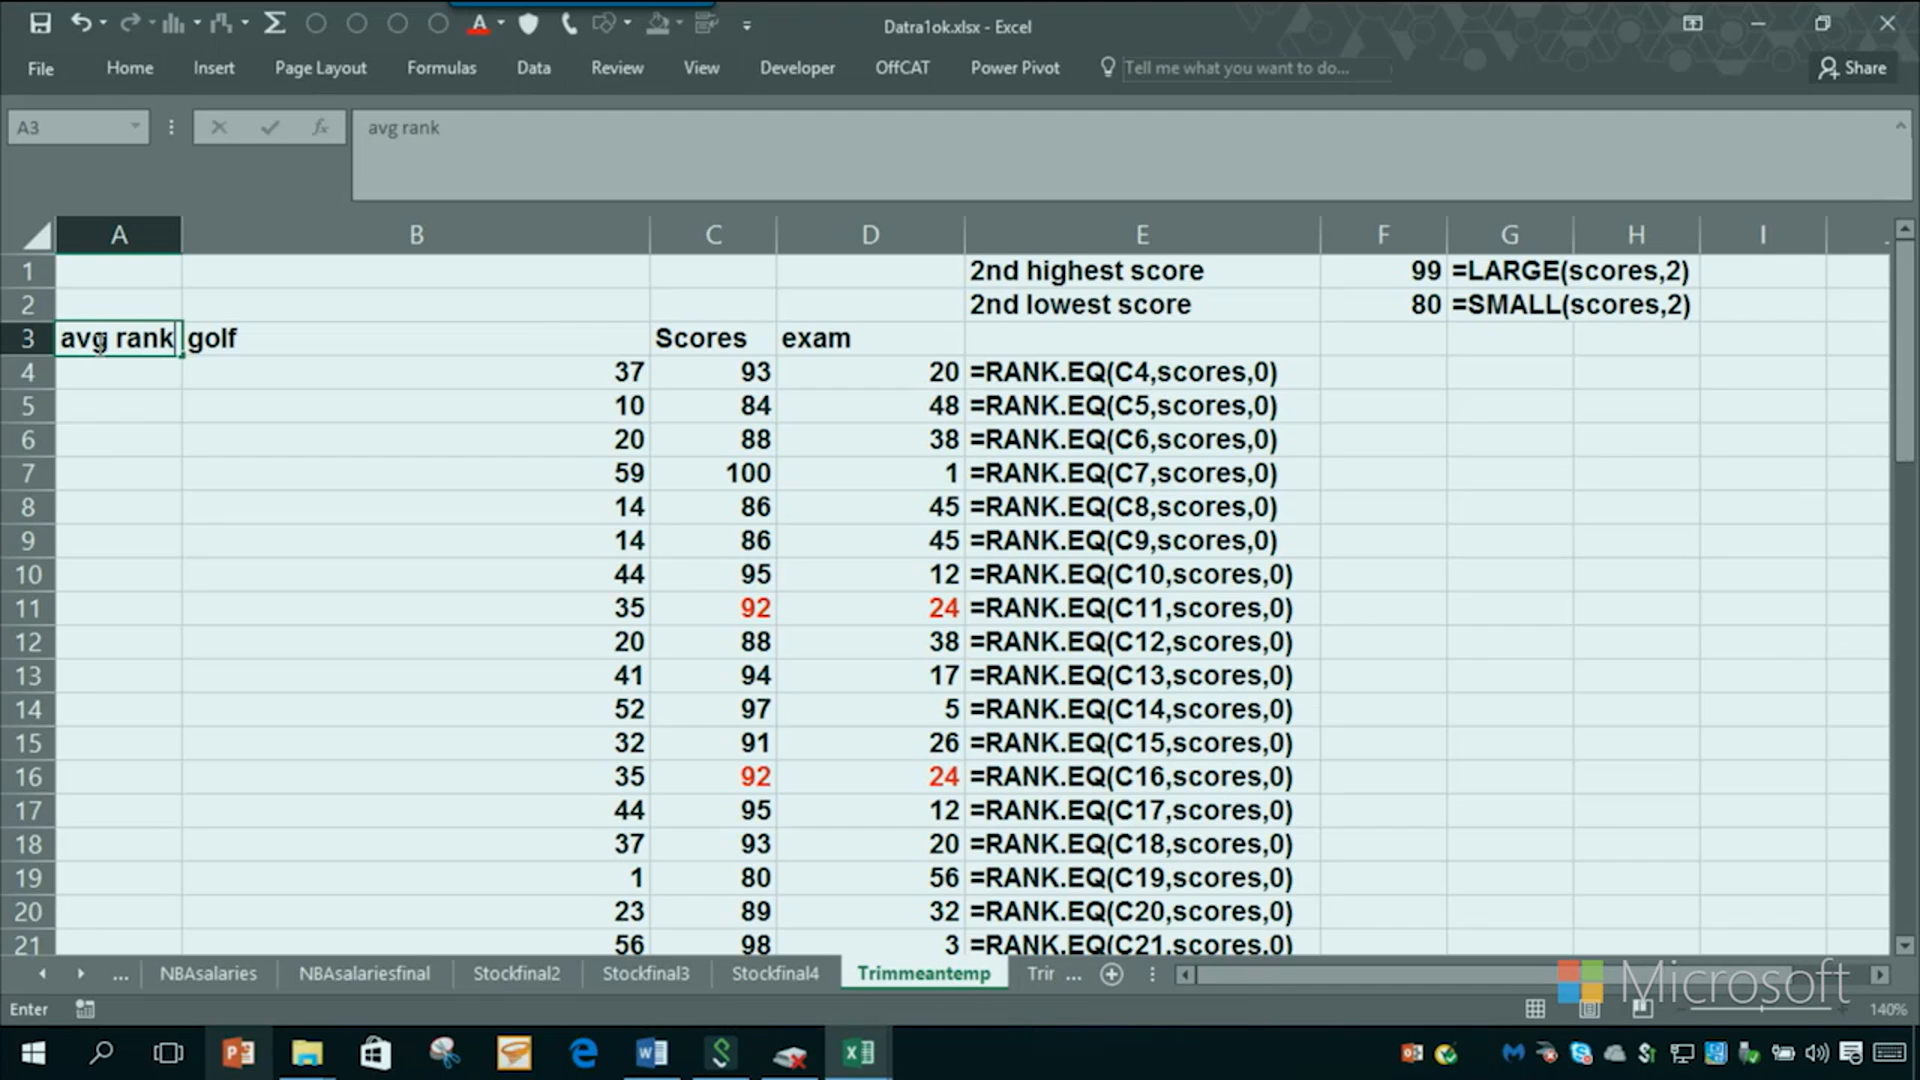 Datra1ok.xlsx - Excel
File Home Insert Page Layout Formulas Data Review View Developer OffCAT Power Pivot Tell me what you want to do... Share
A3 fx avg rank
A B C D E F G H I
1 2nd highest score 99 =LARGE(scores,2)
2 2nd lowest score 80 =SMALL(scores,2)
3 avg rank golf Scores exam
4 37 93 20 =RANK.EQ(C4,scores,0)
5 10 84 48 =RANK.EQ(C5,scores,0)
6 20 88 38 =RANK.EQ(C6,scores,0)
7 59 100 1 =RANK.EQ(C7,scores,0)
8 14 86 45 =RANK.EQ(C8,scores,0)
9 14 86 45 =RANK.EQ(C9,scores,0)
10 44 95 12 =RANK.EQ(C10,scores,0)
11 35 92 24 =RANK.EQ(C11,scores,0)
12 20 88 38 =RANK.EQ(C12,scores,0)
13 41 94 17 =RANK.EQ(C13,scores,0)
14 52 97 5 =RANK.EQ(C14,scores,0)
15 32 91 26 =RANK.EQ(C15,scores,0)
16 35 92 24 =RANK.EQ(C16,scores,0)
17 44 95 12 =RANK.EQ(C17,scores,0)
18 37 93 20 =RANK.EQ(C18,scores,0)
19 1 80 56 =RANK.EQ(C19,scores,0)
20 23 89 32 =RANK.EQ(C20,scores,0)
21 56 98 3 =RANK.EQ(C21,scores,0)
... NBAsalaries NBAsalariesfinal Stockfinal2 Stockfinal3 Stockfinal4 Trimmeantemp Trir ...
Microsoft
Enter 140%